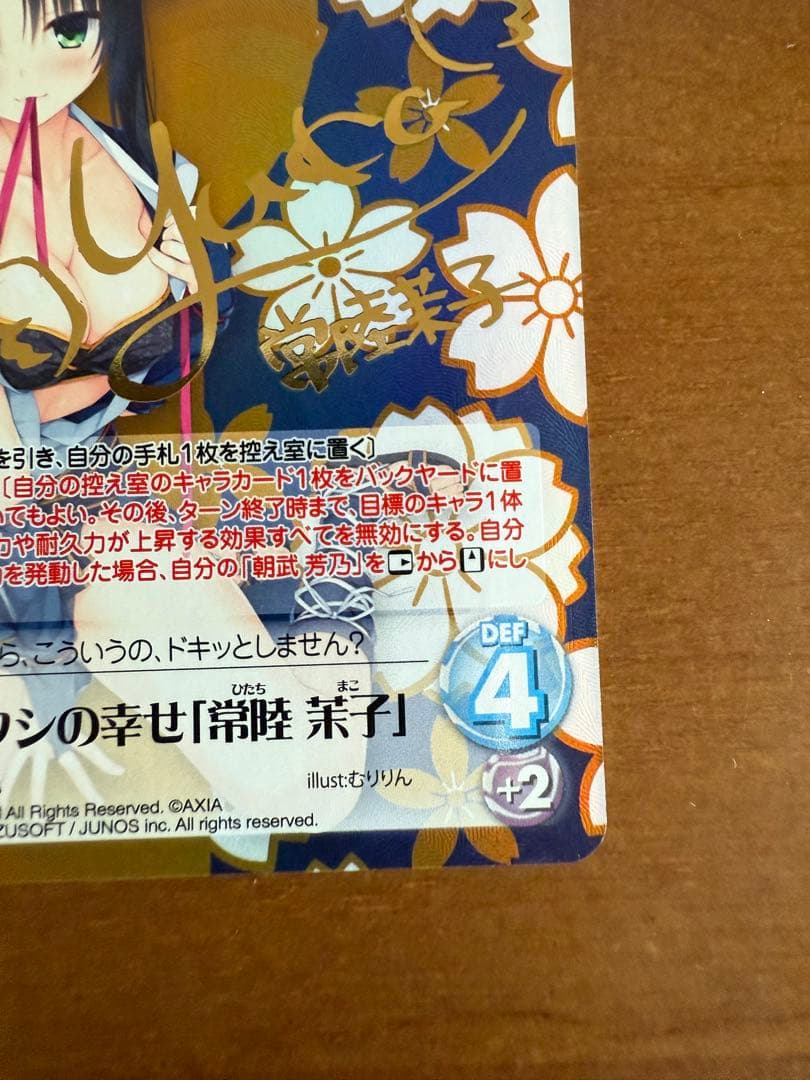 常陸茉子
を引き、自分の手札1枚を控え室に置く〕
〔自分の控え室のキャラカード1枚をバックヤードに置
いてもよい。その後、ターン終了時まで、目標のキャラ1体
力や耐久力が上昇する効果すべてを無効にする。自分
を発動した場合、自分の「朝武 芳乃」を から にし
ら、こういうの、ドキッとしません?
DEF
4
ひたち まこ
ワシの幸せ「常陸 茉子」
+2
illust:むりりん
All Rights Reserved. ©AXIA
ZUSOFT / JUNOS inc. All rights reserved.